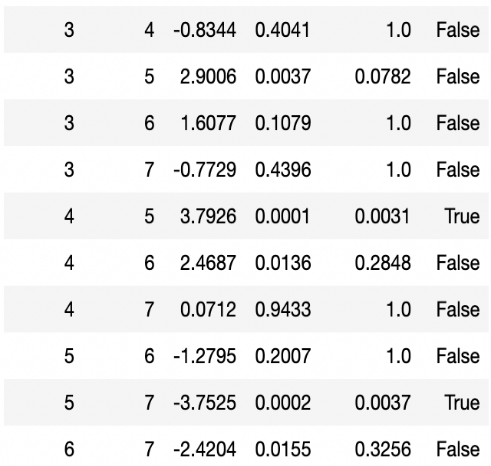 3 4 -0.8344 0.4041 1.0 False
3 5 2.9006 0.0037 0.0782 False
3 6 1.6077 0.1079 1.0 False
3 7 -0.7729 0.4396 1.0 False
4 5 3.7926 0.0001 0.0031 True
4 6 2.4687 0.0136 0.2848 False
4 7 0.0712 0.9433 1.0 False
5 6 -1.2795 0.2007 1.0 False
5 7 -3.7525 0.0002 0.0037 True
6 7 -2.4204 0.0155 0.3256 False